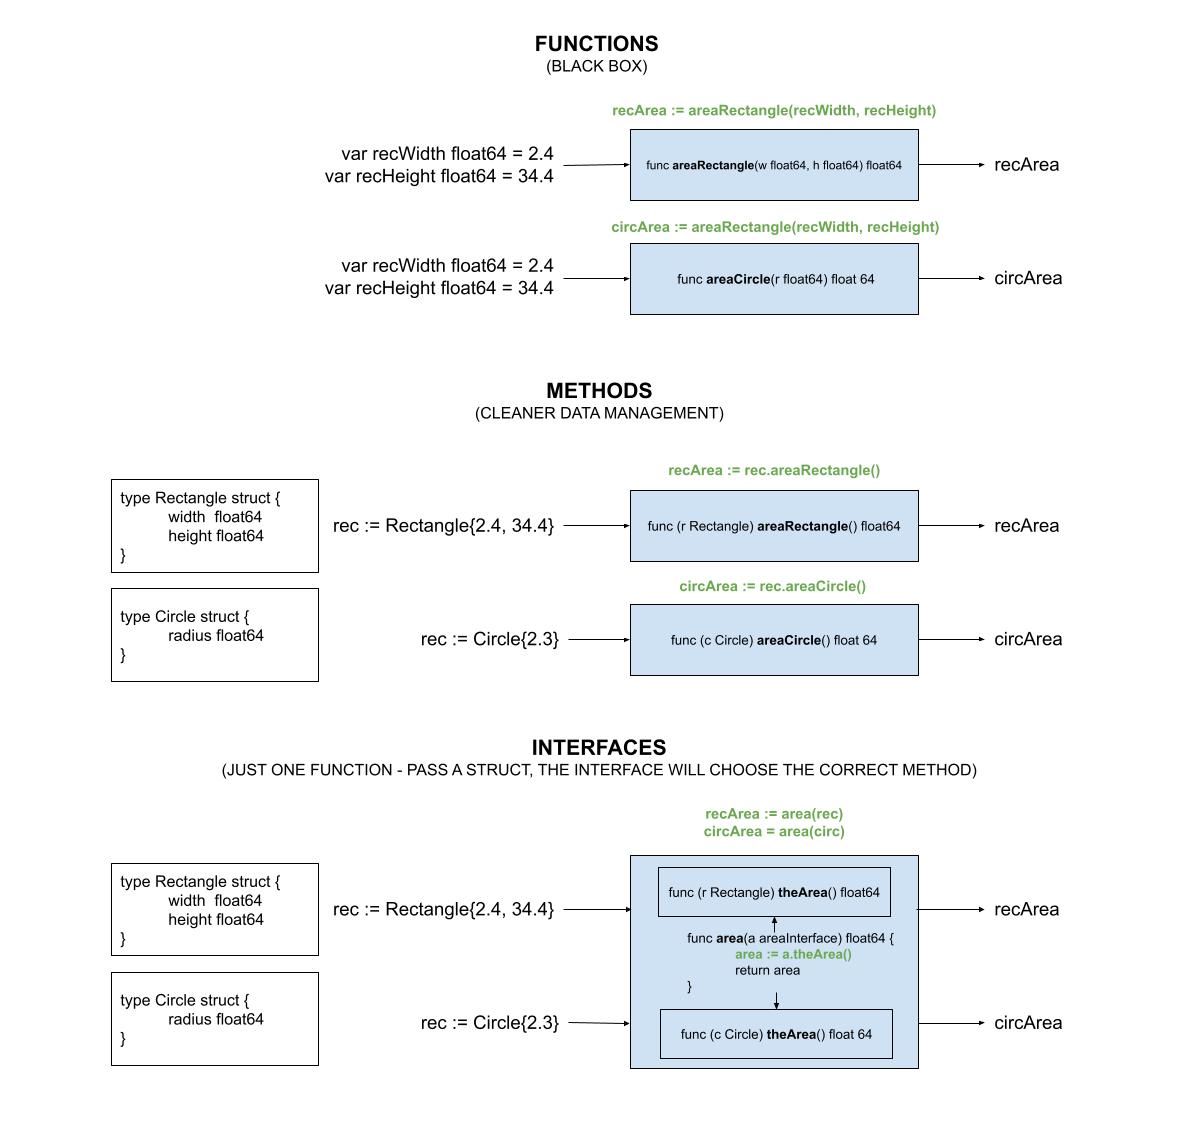 FUNCTIONS
(BLACK BOX)
recArea := areaRectangle(recWidth, recHeight)
var recWidth float64 = 2.4
var recHeight float64 = 34.4
func areaRectangle(w float64, h float64) float64
recArea
circArea := areaRectangle(recWidth, recHeight)
var recWidth float64 = 2.4
var recHeight float64 = 34.4
func areaCircle(r float64) float 64
circArea
METHODS
(CLEANER DATA MANAGEMENT)
recArea := rec.areaRectangle()
type Rectangle struct {
width  float64
height float64
}
rec := Rectangle{2.4, 34.4}
func (r Rectangle) areaRectangle() float64
recArea
circArea := rec.areaCircle()
type Circle struct {
radius float64
}
rec := Circle{2.3}
func (c Circle) areaCircle() float 64
circArea
INTERFACES
(JUST ONE FUNCTION - PASS A STRUCT, THE INTERFACE WILL CHOOSE THE CORRECT METHOD)
recArea := area(rec)
circArea = area(circ)
type Rectangle struct {
width  float64
height float64
}
rec := Rectangle{2.4, 34.4}
func (r Rectangle) theArea() float64
recArea
func area(a areaInterface) float64 {
area := a.theArea()
return area
}
type Circle struct {
radius float64
}
rec := Circle{2.3}
func (c Circle) theArea() float 64
circArea